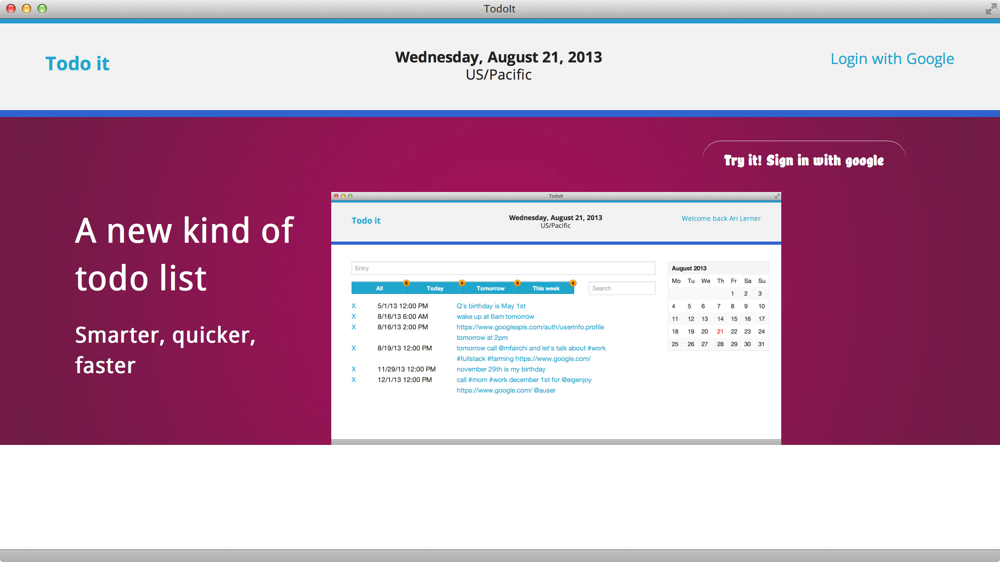 TodoIt
Todo it
Wednesday, August 21, 2013
US/Pacific
Login with Google
Try it! Sign in with google
A new kind of
todo list
Smarter, quicker,
faster
TodoIt
Todo it
Wednesday, August 21, 2013
US/Pacific
Welcome back Ari Lerner
Entry
All 6 Today 4 Tomorrow 4 This week 4
Search
X 5/1/13 12:00 PM Q's birthday is May 1st
X 8/16/13 6:00 AM wake up at 6am tomorrow
X 8/16/13 2:00 PM https://www.googleapis.com/auth/userinfo.profile
tomorrow at 2pm
X 8/19/13 12:00 PM tomorrow call @mfairchi and let's talk about #work
#fullstack #farming https://www.google.com/
X 11/29/13 12:00 PM november 29th is my birthday
X 12/1/13 12:00 PM call #mom #work december 1st for @eigenjoy
https://www.google.com/ @auser
August 2013
Mo Tu We Th Fr Sa Su
1 2 3
4 5 6 7 8 9 10
11 12 13 14 15 16 17
18 19 20 21 22 23 24
25 26 27 28 29 30 31